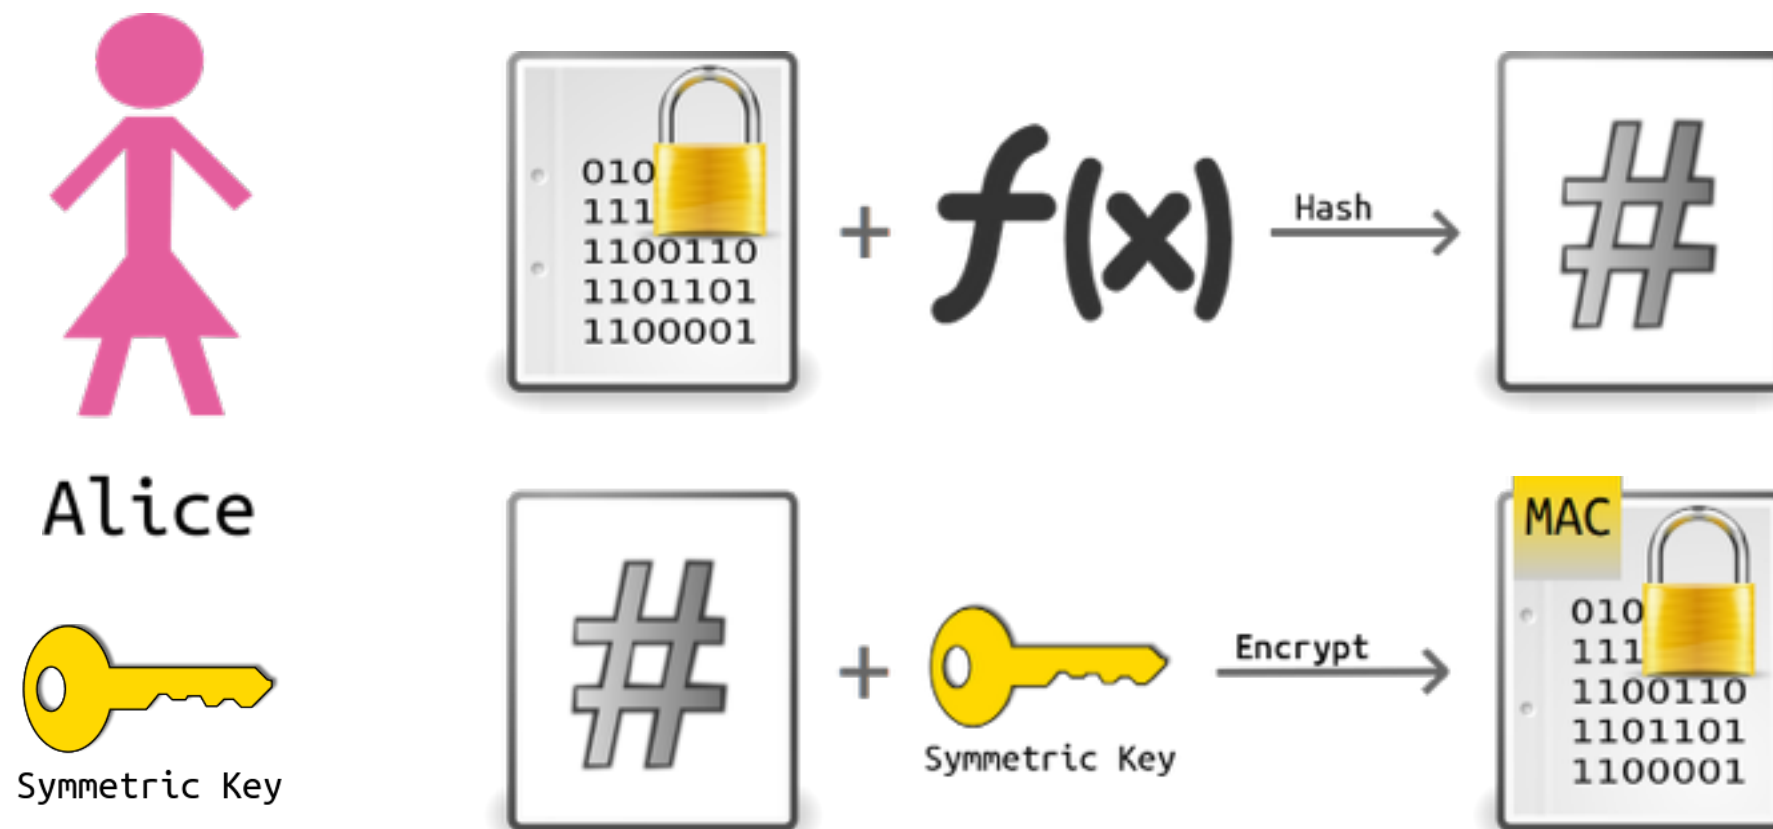 Alice
Symmetric Key
010
111
1100110
1101101
1100001
+
f(x)
Hash
#
#
+
Symmetric Key
Encrypt
MAC
010
111
1100110
1101101
1100001